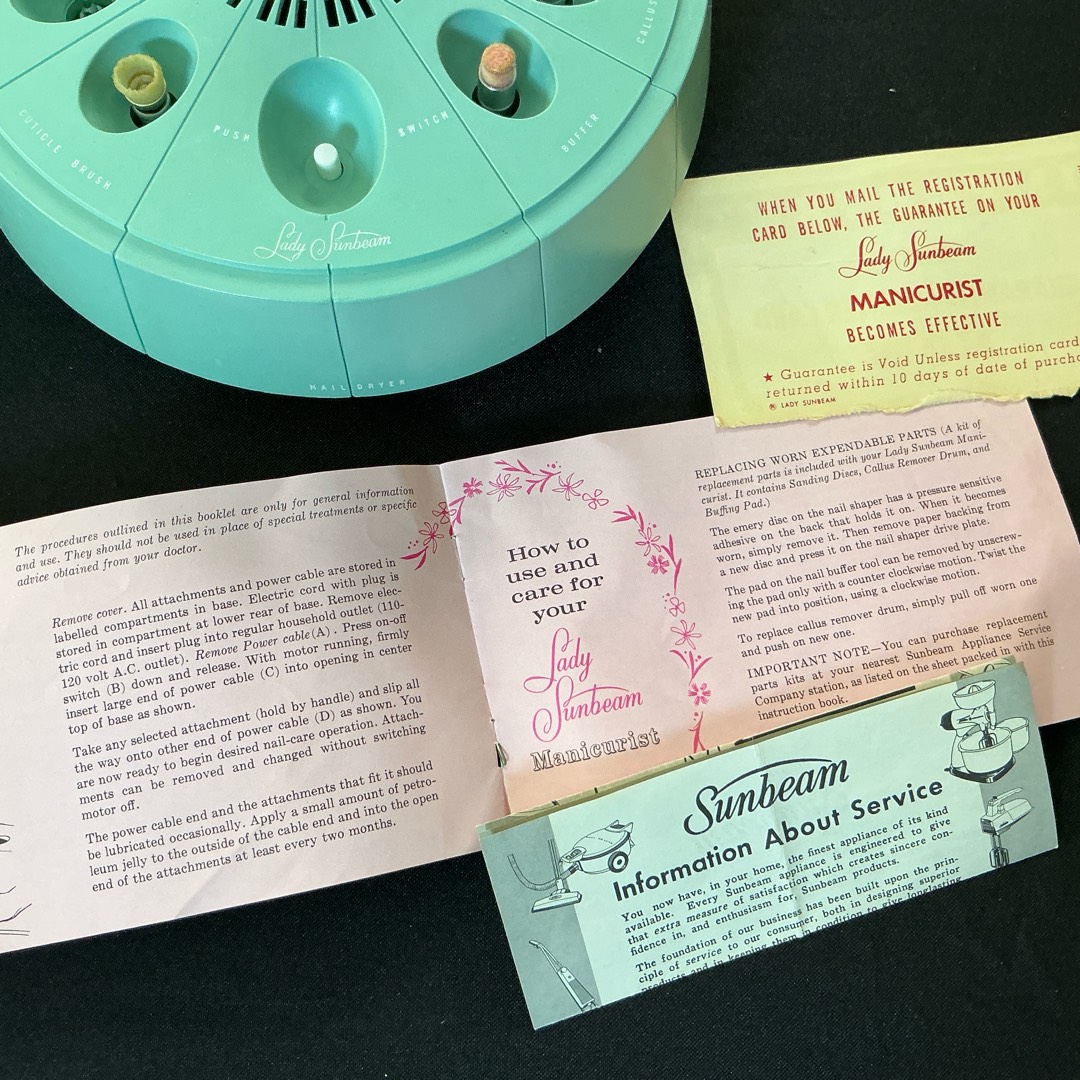 CALLUS
CUTICLE BRUSH
PUSH
SWITCH
BUFFER
Lady Sunbeam
NAIL DRYER
WHEN YOU MAIL THE REGISTRATION
CARD BELOW, THE GUARANTEE ON YOUR
Lady Sunbeam
MANICURIST
BECOMES EFFECTIVE
★ Guarantee is Void Unless registration card
returned within 10 days of date of purcha
® LADY SUNBEAM
The procedures outlined in this booklet are only for general information
and use. They should not be used in place of special treatments or specific
advice obtained from your doctor.
Remove cover. All attachments and power cable are stored in
labelled compartments in base. Electric cord with plug is
stored in compartment at lower rear of base. Remove elec-
tric cord and insert plug into regular household outlet (110-
120 volt A.C. outlet). Remove Power cable (A). Press on-off
switch (B) down and release. With motor running, firmly
insert large end of power cable (C) into opening in center
top of base as shown.
Take any selected attachment (hold by handle) and slip all
the way onto other end of power cable (D) as shown. You
are now ready to begin desired nail-care operation. Attach-
ments can be removed and changed without switching
motor off.
The power cable end and the attachments that fit it should
be lubricated occasionally. Apply a small amount of petro-
leum jelly to the outside of the cable end and into the open
end of the attachments at least every two months.
How to
use and
care for
your
Lady
Sunbeam
Manicurist
REPLACING WORN EXPENDABLE PARTS (A kit of
replacement parts is included with your Lady Sunbeam Mani-
curist. It contains Sanding Discs, Callus Remover Drum, and
Buffing Pad.)
The emery disc on the nail shaper has a pressure sensitive
adhesive on the back that holds it on. When it becomes
worn, simply remove it. Then remove paper backing from
a new disc and press it on the nail shaper drive plate.
The pad on the nail buffer tool can be removed by unscrew-
ing the pad only with a counter clockwise motion. Twist the
new pad into position, using a clockwise motion.
To replace callus remover drum, simply pull off worn one
and push on new one.
IMPORTANT NOTE—You can purchase replacement
parts kits at your nearest Sunbeam Appliance Service
Company station, as listed on the sheet packed in with this
instruction book.
Sunbeam
Information About Service
You now have, in your home, the finest appliance of its kind
available. Every Sunbeam appliance is engineered to give
that extra measure of satisfaction which creates sincere con-
fidence in, and enthusiasm for, Sunbeam products.
The foundation of our business has been built upon the prin-
ciple of service to our consumer, both in designing superior
products and in keeping them in condition to give longlasting